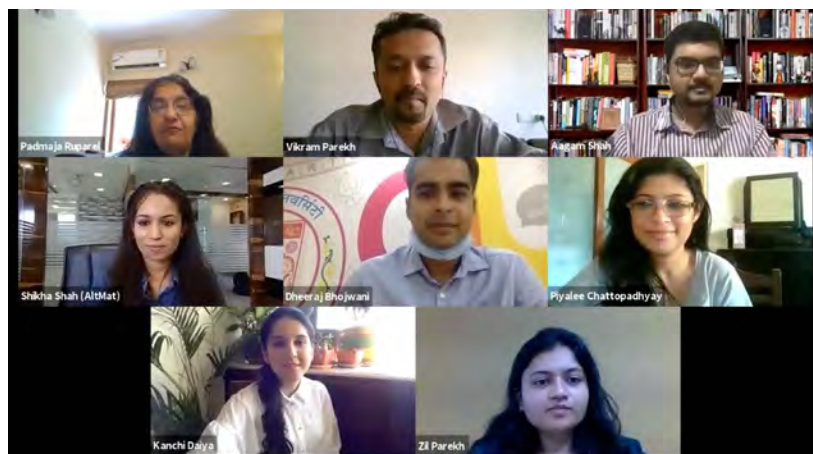 Padmaja Ruparel
Vikram Parekh
Aagam Shah
Shikha Shah (AltMat)
Dheeraj Bhojwani
Piyalee Chattopadhyay
Kanchi Daiya
Zil Parekh